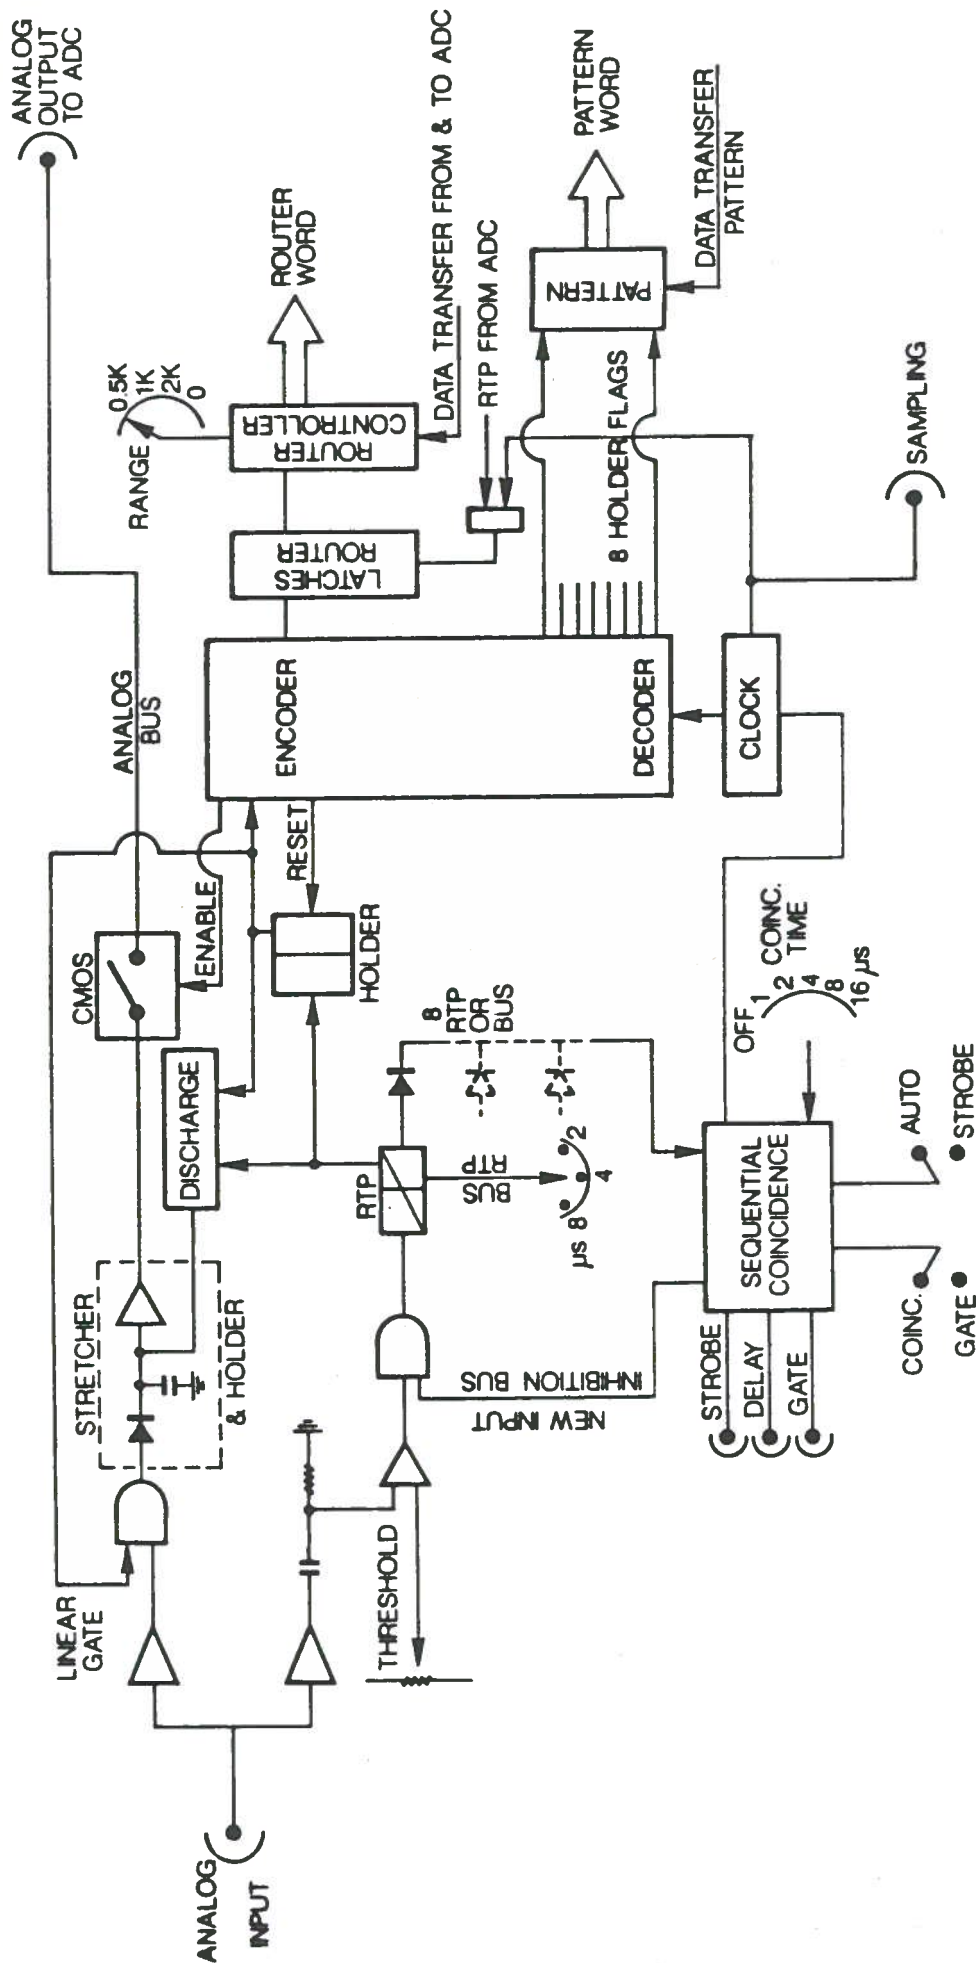 ANALOG
INPUT
LINEAR
GATE
THRESHOLD
STRETCHER
& HOLDER
DISCHARGE
CMOS
ENABLE
ANALOG
BUS
ANALOG
OUTPUT
TO ADC
RTP
BUS
RTP
µs 8
4
2
8
RTP
OR
BUS
HOLDER
RESET
ENCODER
DECODER
LATCHES
ROUTER
ROUTER
CONTROLLER
RANGE
0.5K
1K
2K
0
ROUTER
WORD
DATA TRANSFER FROM & TO ADC
RTP FROM ADC
8 HOLDER FLAGS
PATTERN
PATTERN
WORD
DATA TRANSFER
PATTERN
NEW INPUT
INHIBITION BUS
STROBE
DELAY
GATE
SEQUENTIAL
COINCIDENCE
OFF
1
2
4
8
16 µs
COINC.
TIME
COINC.
GATE
AUTO
STROBE
CLOCK
SAMPLING